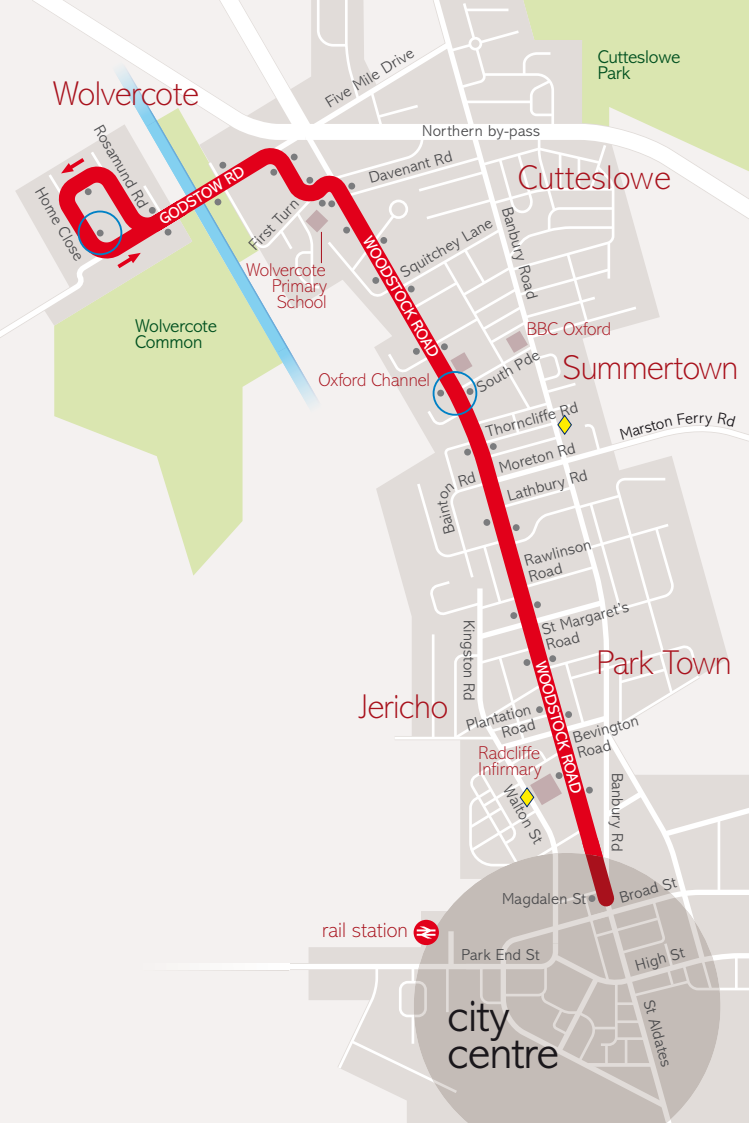 Cutteslowe
Park
Five Mile Drive
Wolvercote
Northern by-pass
Rosamund Rd
Davenant Rd
Cutteslowe
GODSTOW RD
Home Close
First Turn
Squitchey Lane
Banbury Road
WOODSTOCK ROAD
Wolvercote
Primary
School
Wolvercote
Common
BBC Oxford
Oxford Channel
South Pde
Summertown
Thorncliffe Rd
Marston Ferry Rd
Moreton Rd
Bainton Rd
Lathbury Rd
Rawlinson
Road
St Margaret's
Road
Kingston Rd
Park Town
WOODSTOCK ROAD
Jericho
Plantation
Road
Bevington
Road
Radcliffe
Infirmary
Walton St
Banbury Rd
Magdalen St
Broad St
rail station
Park End St
High St
city
centre
St Aldates